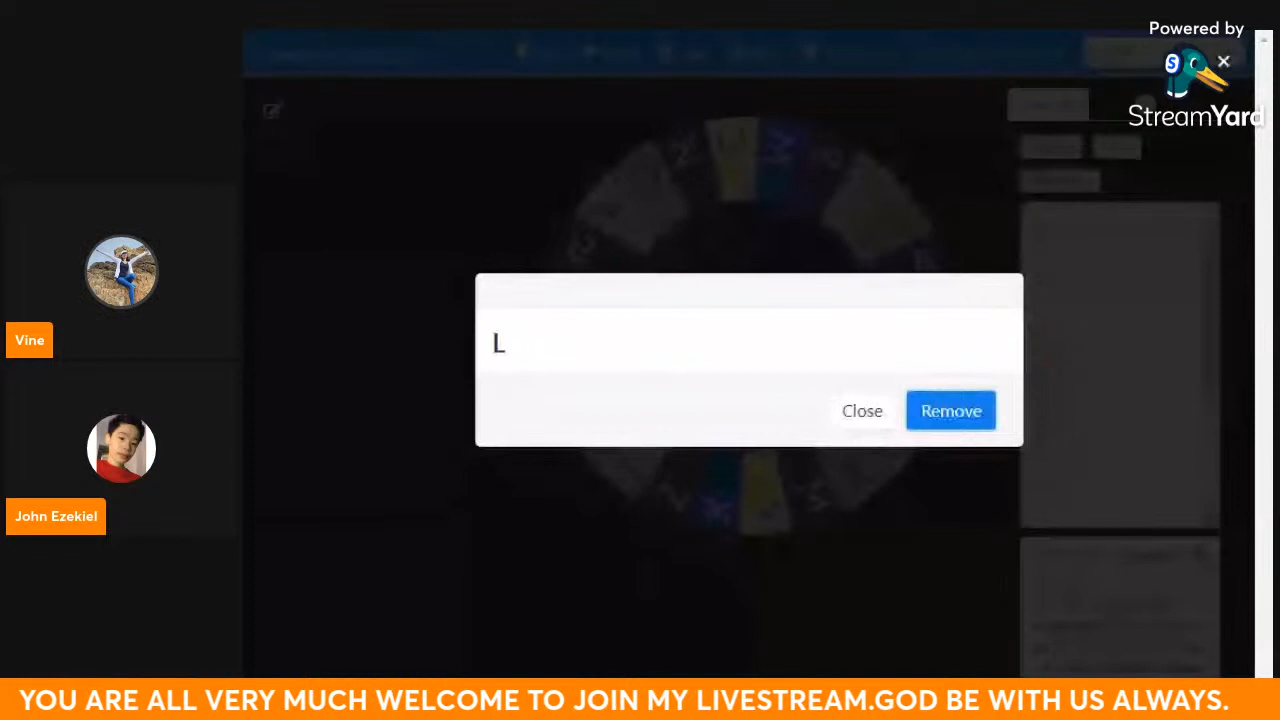 Powered by
StreamYard
L
Close
Remove
Vine
John Ezekiel
YOU ARE ALL VERY MUCH WELCOME TO JOIN MY LIVESTREAM.GOD BE WITH US ALWAYS.